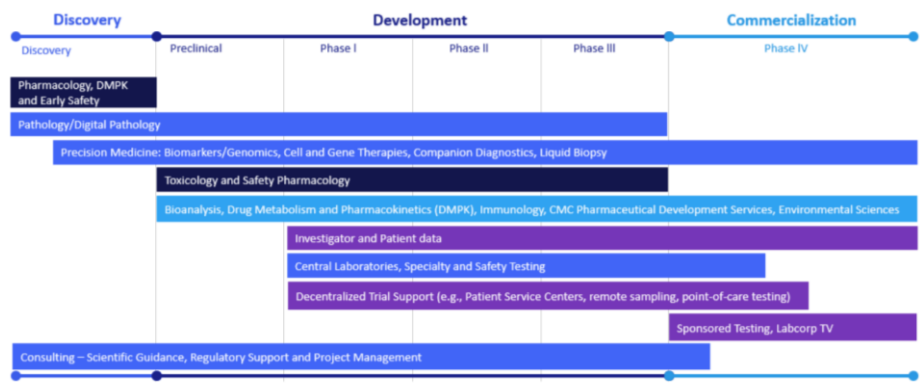 Discovery
Development
Commercialization
Discovery
Preclinical
Phase I
Phase II
Phase III
Phase IV
Pharmacology, DMPK
and Early Safety
Pathology/Digital Pathology
Precision Medicine: Biomarkers/Genomics, Cell and Gene Therapies, Companion Diagnostics, Liquid Biopsy
Toxicology and Safety Pharmacology
Bioanalysis, Drug Metabolism and Pharmacokinetics (DMPK), Immunology, CMC Pharmaceutical Development Services, Environmental Sciences
Investigator and Patient data
Central Laboratories, Specialty and Safety Testing
Decentralized Trial Support (e.g., Patient Service Centers, remote sampling, point-of-care testing)
Sponsored Testing, Labcorp TV
Consulting – Scientific Guidance, Regulatory Support and Project Management